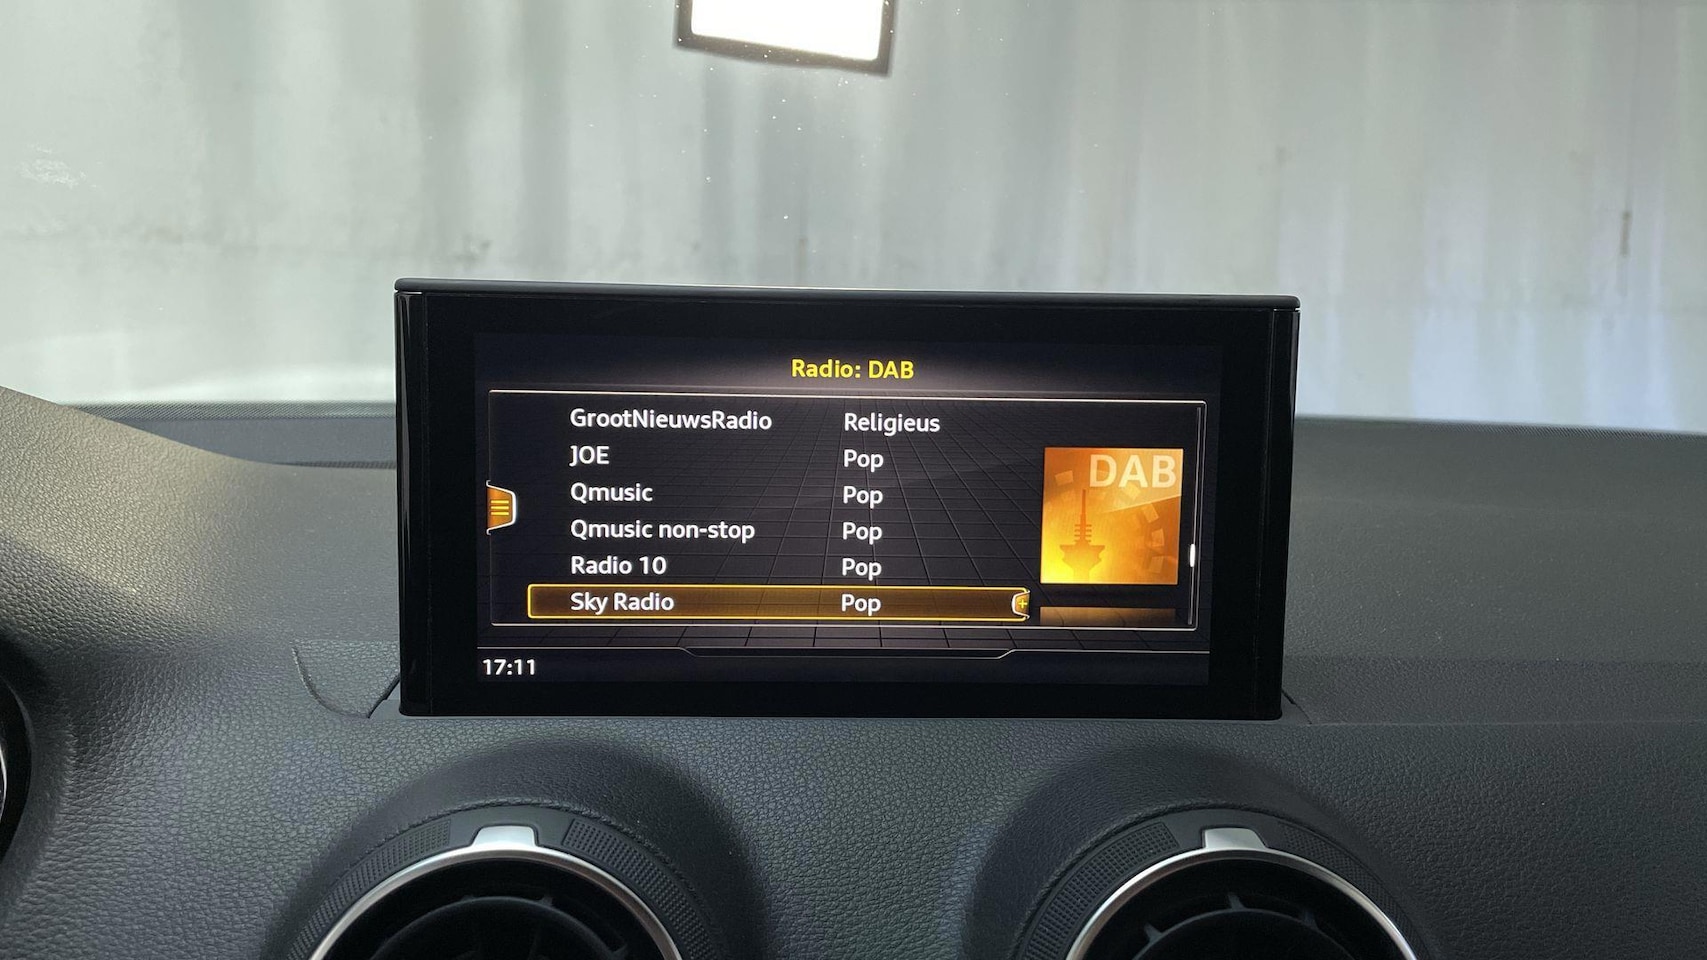 Radio: DAB
GrootNieuwsRadio Religieus
JOE Pop
Qmusic Pop
Qmusic non-stop Pop
Radio 10 Pop
Sky Radio Pop
DAB
17:11